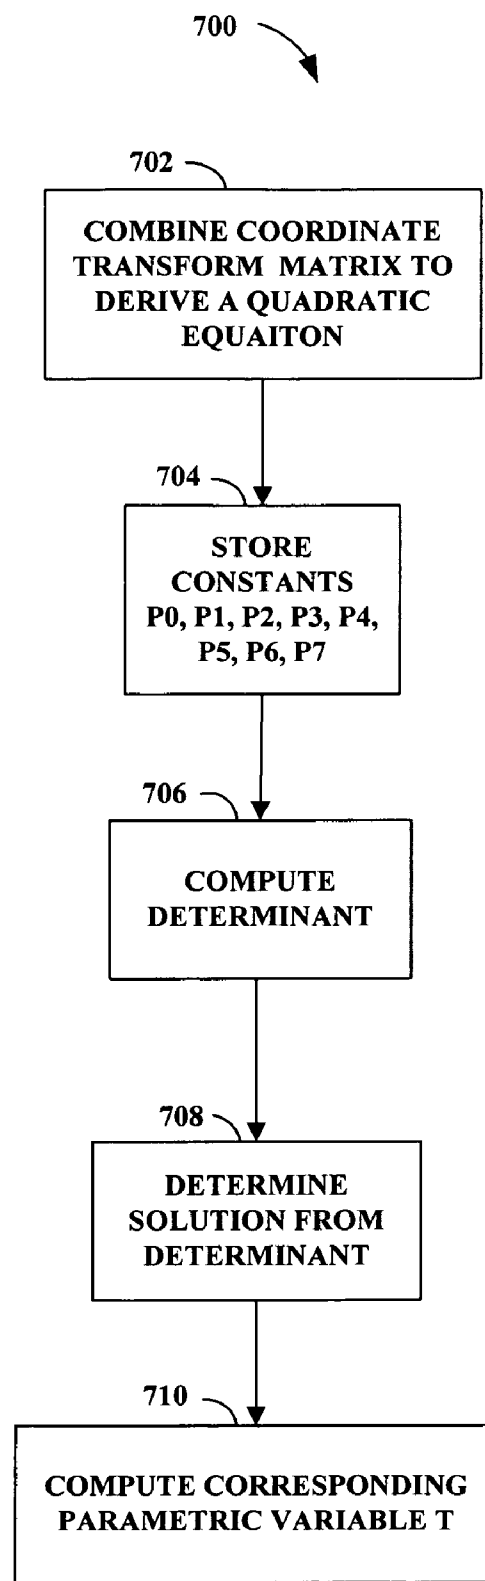 700
702
COMBINE COORDINATE
TRANSFORM MATRIX TO
DERIVE A QUADRATIC
EQUAITON
704
STORE
CONSTANTS
P0, P1, P2, P3, P4,
P5, P6, P7
706
COMPUTE
DETERMINANT
708
DETERMINE
SOLUTION FROM
DETERMINANT
710
COMPUTE CORRESPONDING
PARAMETRIC VARIABLE T